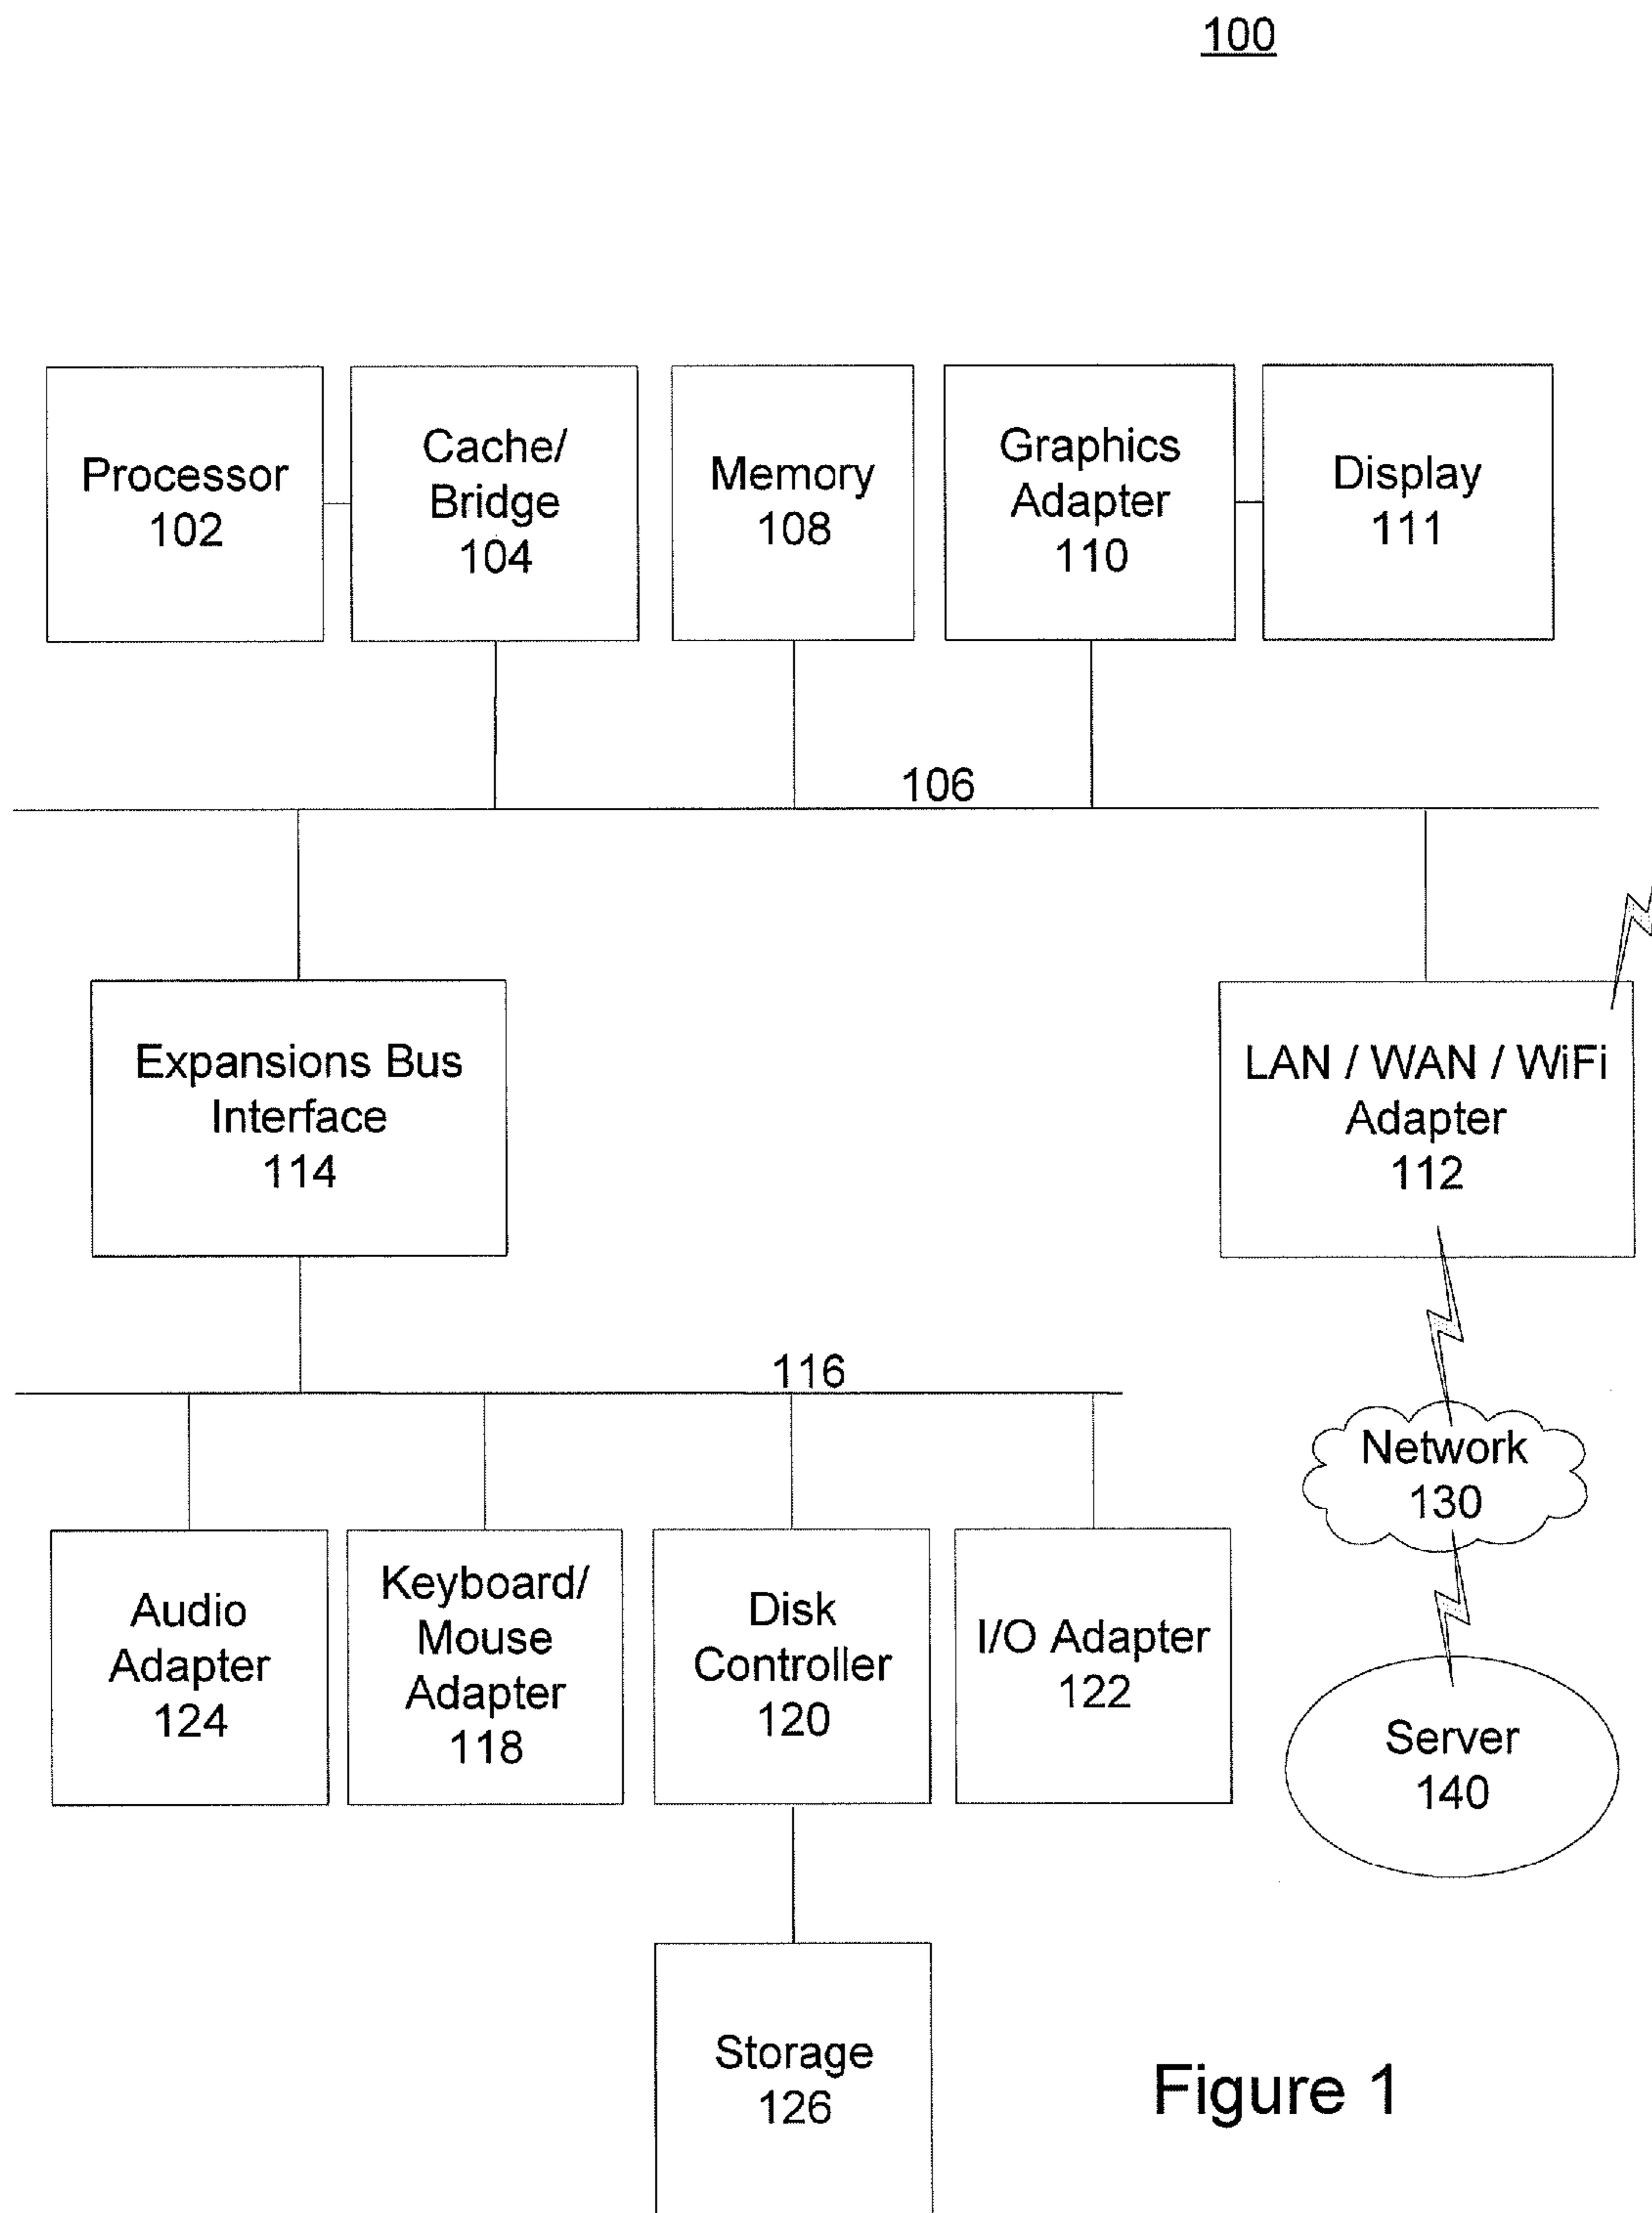 100
Processor
102
Cache/
Bridge
104
Memory
108
Graphics
Adapter
110
Display
111
106
Expansions Bus
Interface
114
LAN / WAN / WiFi
Adapter
112
116
Network
130
Audio
Adapter
124
Keyboard/
Mouse
Adapter
118
Disk
Controller
120
I/O Adapter
122
Server
140
Storage
126
Figure 1